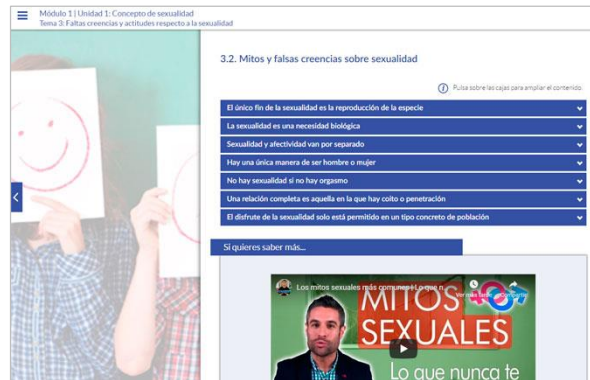 Módulo 1 | Unidad 1: Concepto de sexualidad
Tema 3: Faltas creencias y actitudes respecto a la sexualidad
3.2. Mitos y falsas creencias sobre sexualidad
Pulsa sobre las cajas para ampliar el contenido.
El único fin de la sexualidad es la reproducción de la especie
La sexualidad es una necesidad biológica
Sexualidad y afectividad van por separado
Hay una única manera de ser hombre o mujer
No hay sexualidad si no hay orgasmo
Una relación completa es aquella en la que hay coito o penetración
El disfrute de la sexualidad solo está permitido en un tipo concreto de población
Si quieres saber más...
Los mitos sexuales más comunes | Lo que n...
Ver más tarde
MITOS
SEXUALES
Lo que nunca te